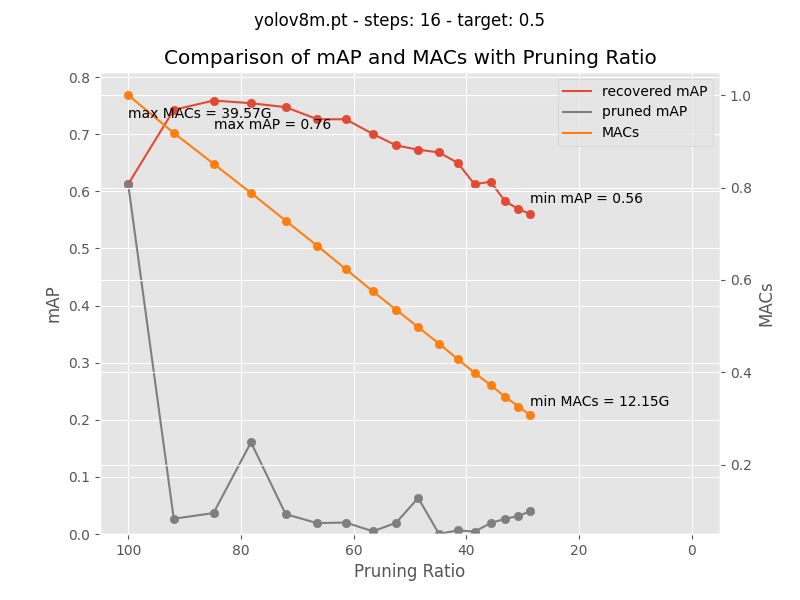 yolov8m.pt - steps: 16 - target: 0.5
Comparison of mAP and MACs with Pruning Ratio
0.8
0.7
0.6
0.5
0.4
0.3
0.2
0.1
0.0
mAP
max MACs = 39.57G
max mAP = 0.76
min mAP = 0.56
min MACs = 12.15G
recovered mAP
pruned mAP
MACs
1.0
0.8
0.6
0.4
0.2
MACs
100 80 60 40 20 0
Pruning Ratio